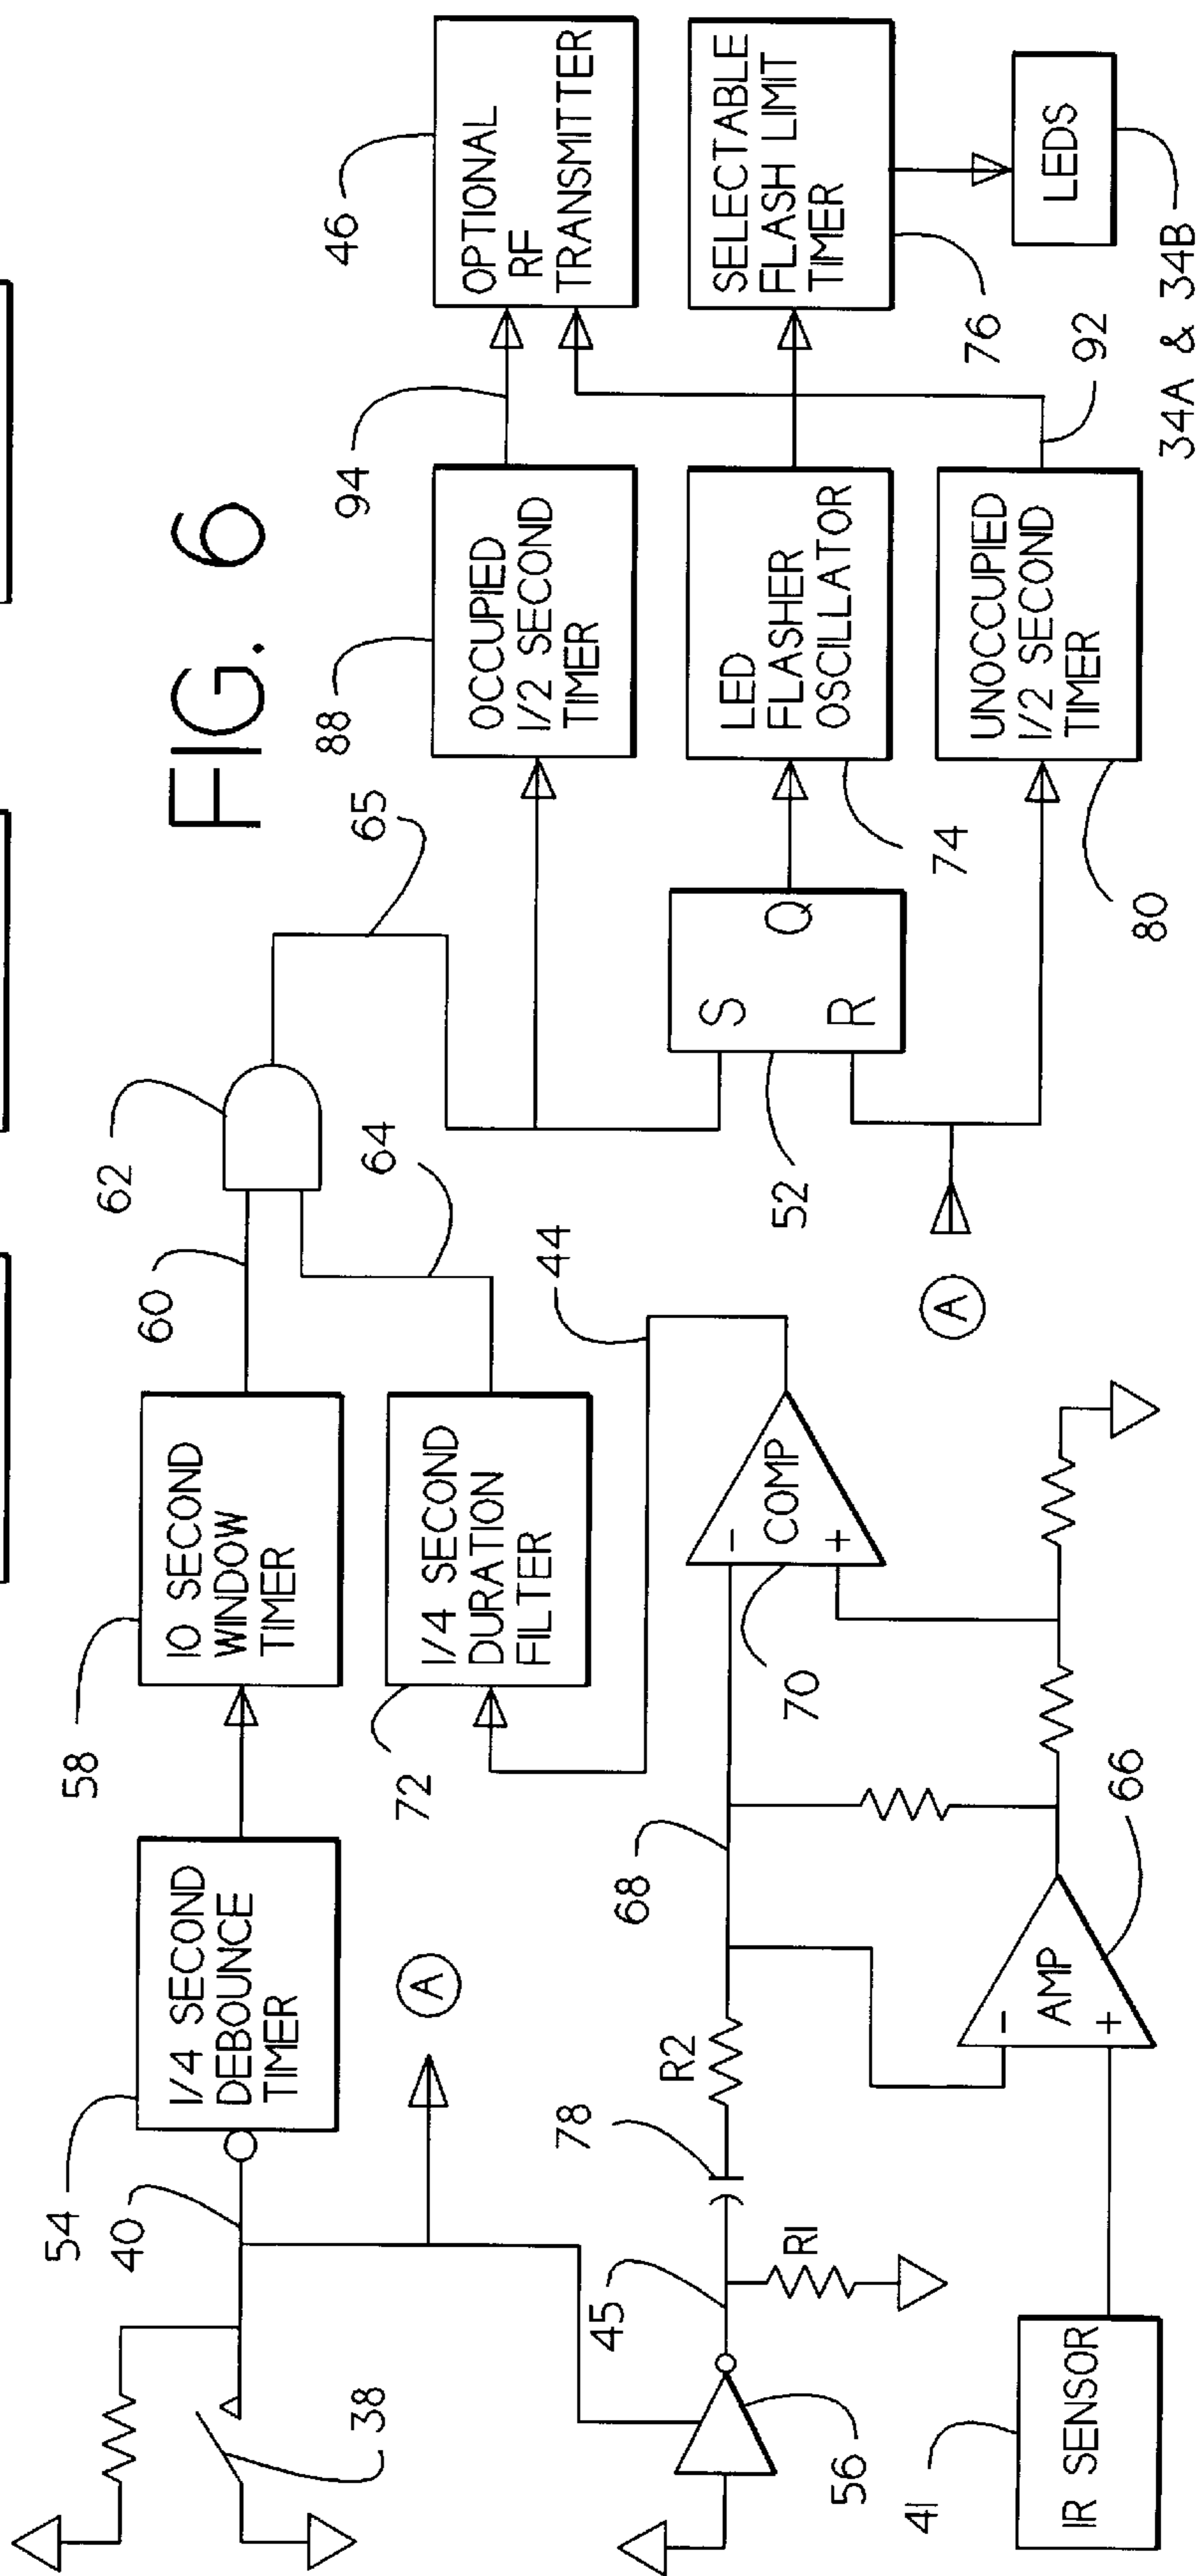 FIG. 6
54
1/4 SECOND
DEBOUNCE
TIMER
58
10 SECOND
WINDOW
TIMER
60
62
65
88
OCCUPIED
1/2 SECOND
TIMER
94
46
OPTIONAL
RF
TRANSMITTER
40
38
A
72
1/4 SECOND
DURATION
FILTER
64
44
52
S
R
Q
74
LED
FLASHER
OSCILLATOR
SELECTABLE
FLASH LIMIT
TIMER
76
45
78
R2
68
70
-
COMP
+
A
80
UNOCCUPIED
1/2 SECOND
TIMER
92
LEDS
34A & 34B
56
R1
41
IR SENSOR
-
AMP
+
66